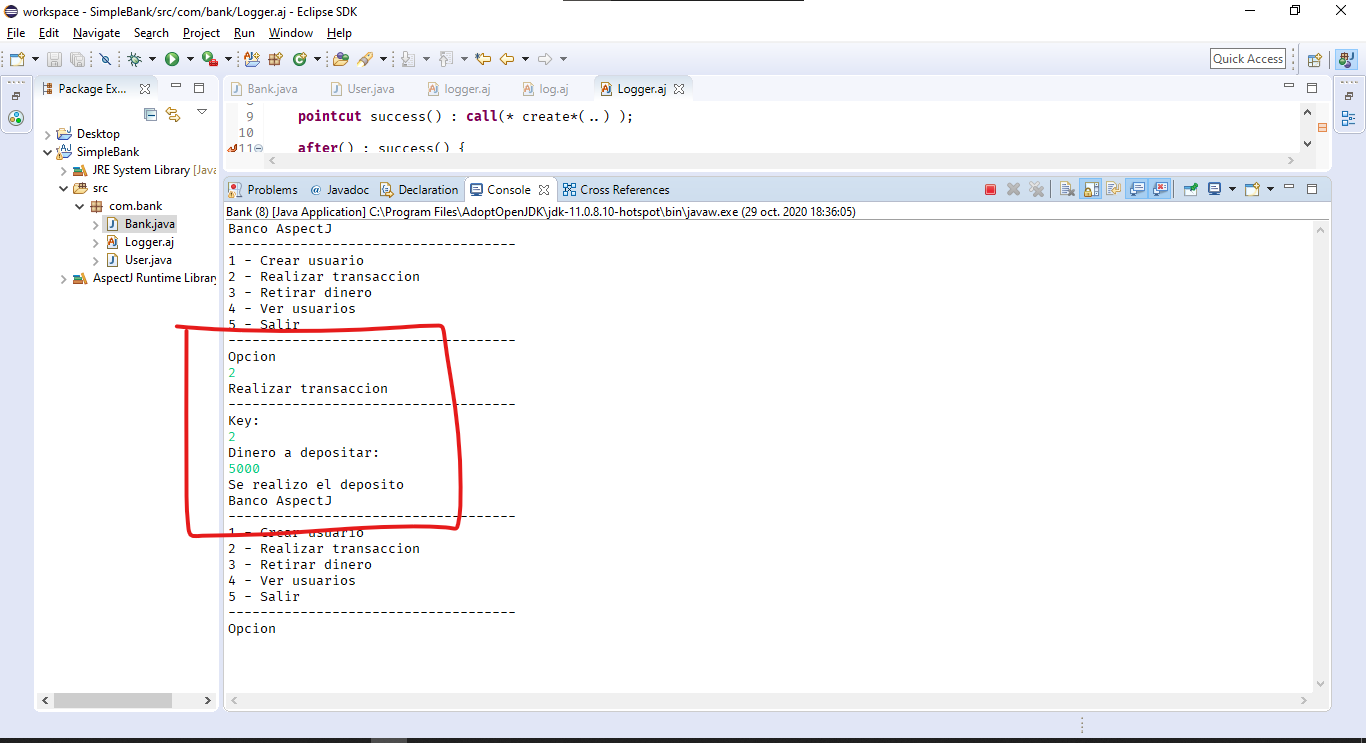 workspace - SimpleBank/src/com/bank/Logger.aj - Eclipse SDK
File Edit Navigate Search Project Run Window Help
Quick Access
Package Ex...
Desktop
SimpleBank
JRE System Library [Java
src
com.bank
Bank.java
Logger.aj
User.java
AspectJ Runtime Library
Bank.java User.java logger.aj log.aj Logger.aj
9 pointcut success() : call(* create*(..) );
10
11 after() : success() {
Problems @ Javadoc Declaration Console Cross References
Bank (8) [Java Application] C:\Program Files\AdoptOpenJDK\jdk-11.0.8.10-hotspot\bin\javaw.exe (29 oct. 2020 18:36:05)
Banco AspectJ
------------------------------------
1 - Crear usuario
2 - Realizar transaccion
3 - Retirar dinero
4 - Ver usuarios
5 - Salir
------------------------------------
Opcion
2
Realizar transaccion
------------------------------------
Key:
2
Dinero a depositar:
5000
Se realizo el deposito
Banco AspectJ
------------------------------------
1 - Crear usuario
2 - Realizar transaccion
3 - Retirar dinero
4 - Ver usuarios
5 - Salir
------------------------------------
Opcion